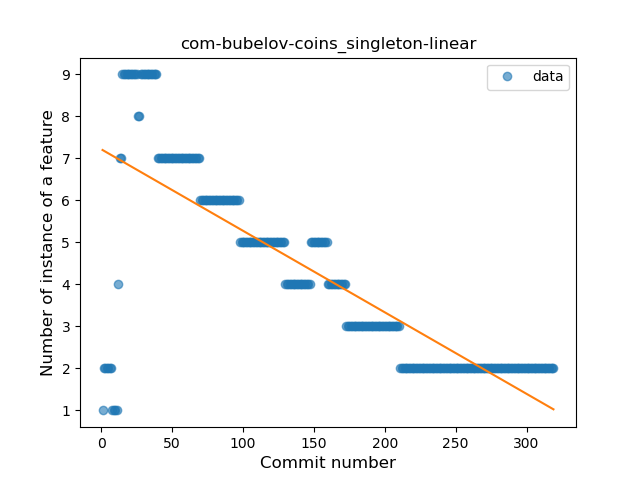 com-bubelov-coins_singleton-linear
data
Number of instance of a feature
9
8
7
6
5
4
3
2
1
0 50 100 150 200 250 300
Commit number